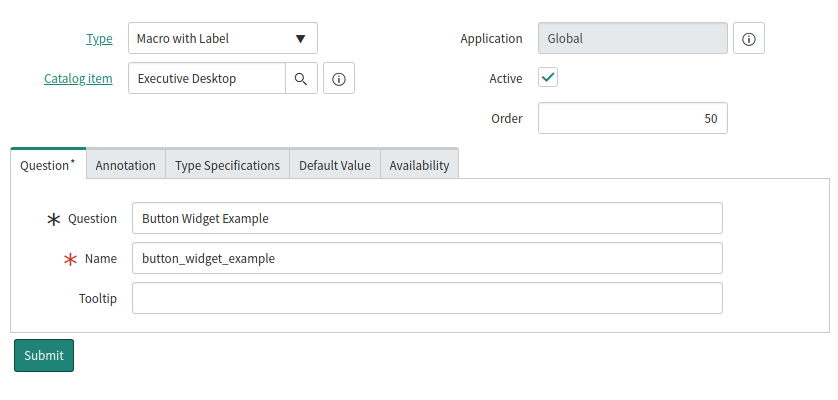 Type Macro with Label Application Global
Catalog item Executive Desktop Active
Order 50
Question* Annotation Type Specifications Default Value Availability
Question Button Widget Example
Name button_widget_example
Tooltip
Submit